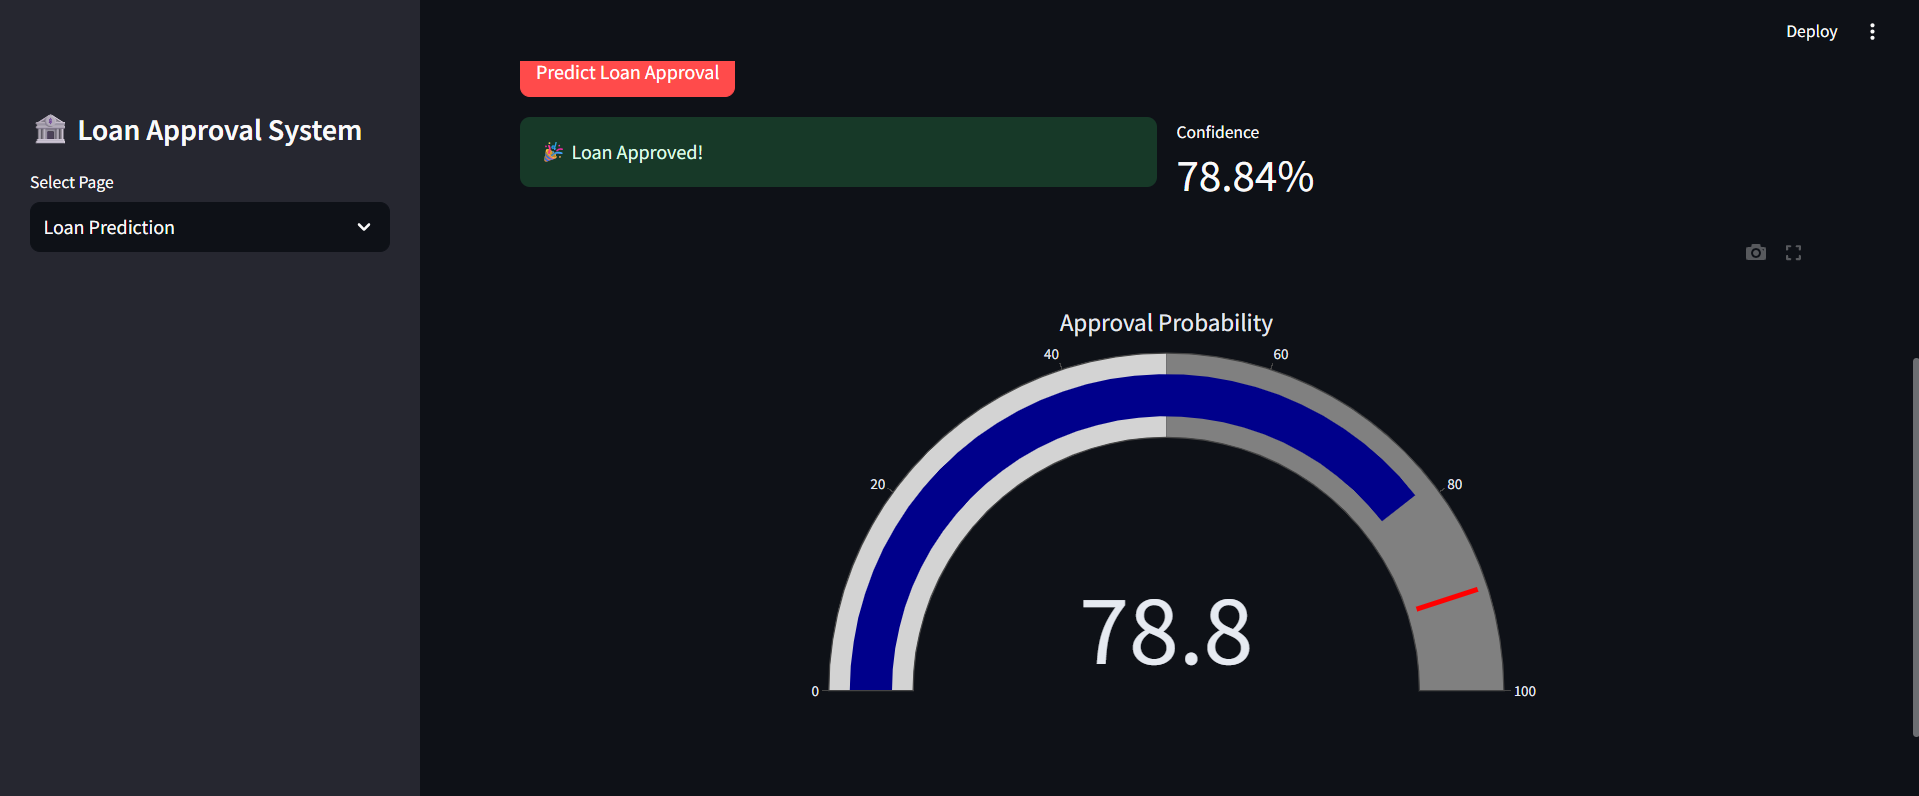 Deploy
🏛️ Loan Approval System
Select Page
Loan Prediction
Predict Loan Approval
🎉 Loan Approved!
Confidence
78.84%
Approval Probability
0
20
40
60
80
100
78.8